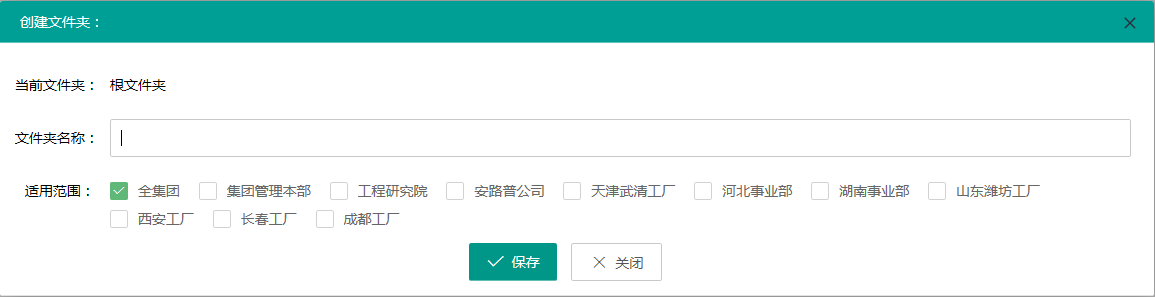 创建文件夹：
当前文件夹： 根文件夹
文件夹名称：
适用范围： 全集团 集团管理本部 工程研究院 安路普公司 天津武清工厂 河北事业部 湖南事业部 山东潍坊工厂
西安工厂 长春工厂 成都工厂
保存 关闭